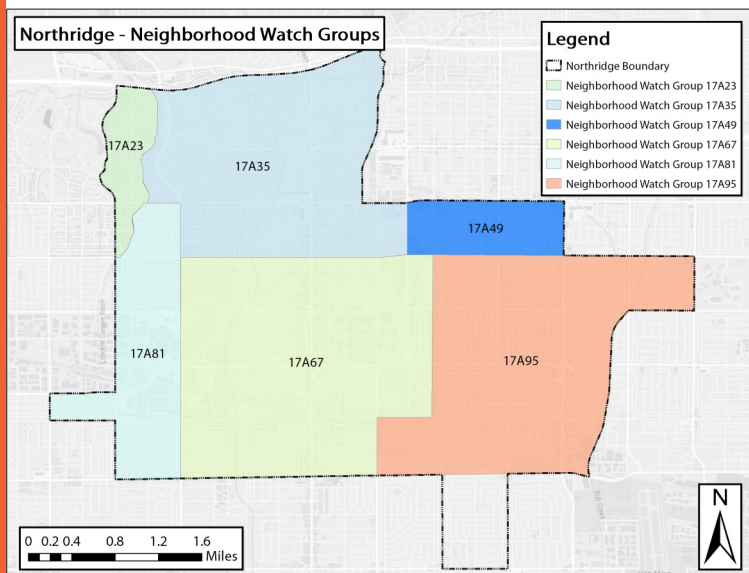 Northridge - Neighborhood Watch Groups
Legend
Northridge Boundary
Neighborhood Watch Group 17A23
Neighborhood Watch Group 17A35
Neighborhood Watch Group 17A49
Neighborhood Watch Group 17A67
Neighborhood Watch Group 17A81
Neighborhood Watch Group 17A95
17A23
17A35
17A49
17A81
17A67
17A95
N
0 0.2 0.4 0.8 1.2 1.6
Miles